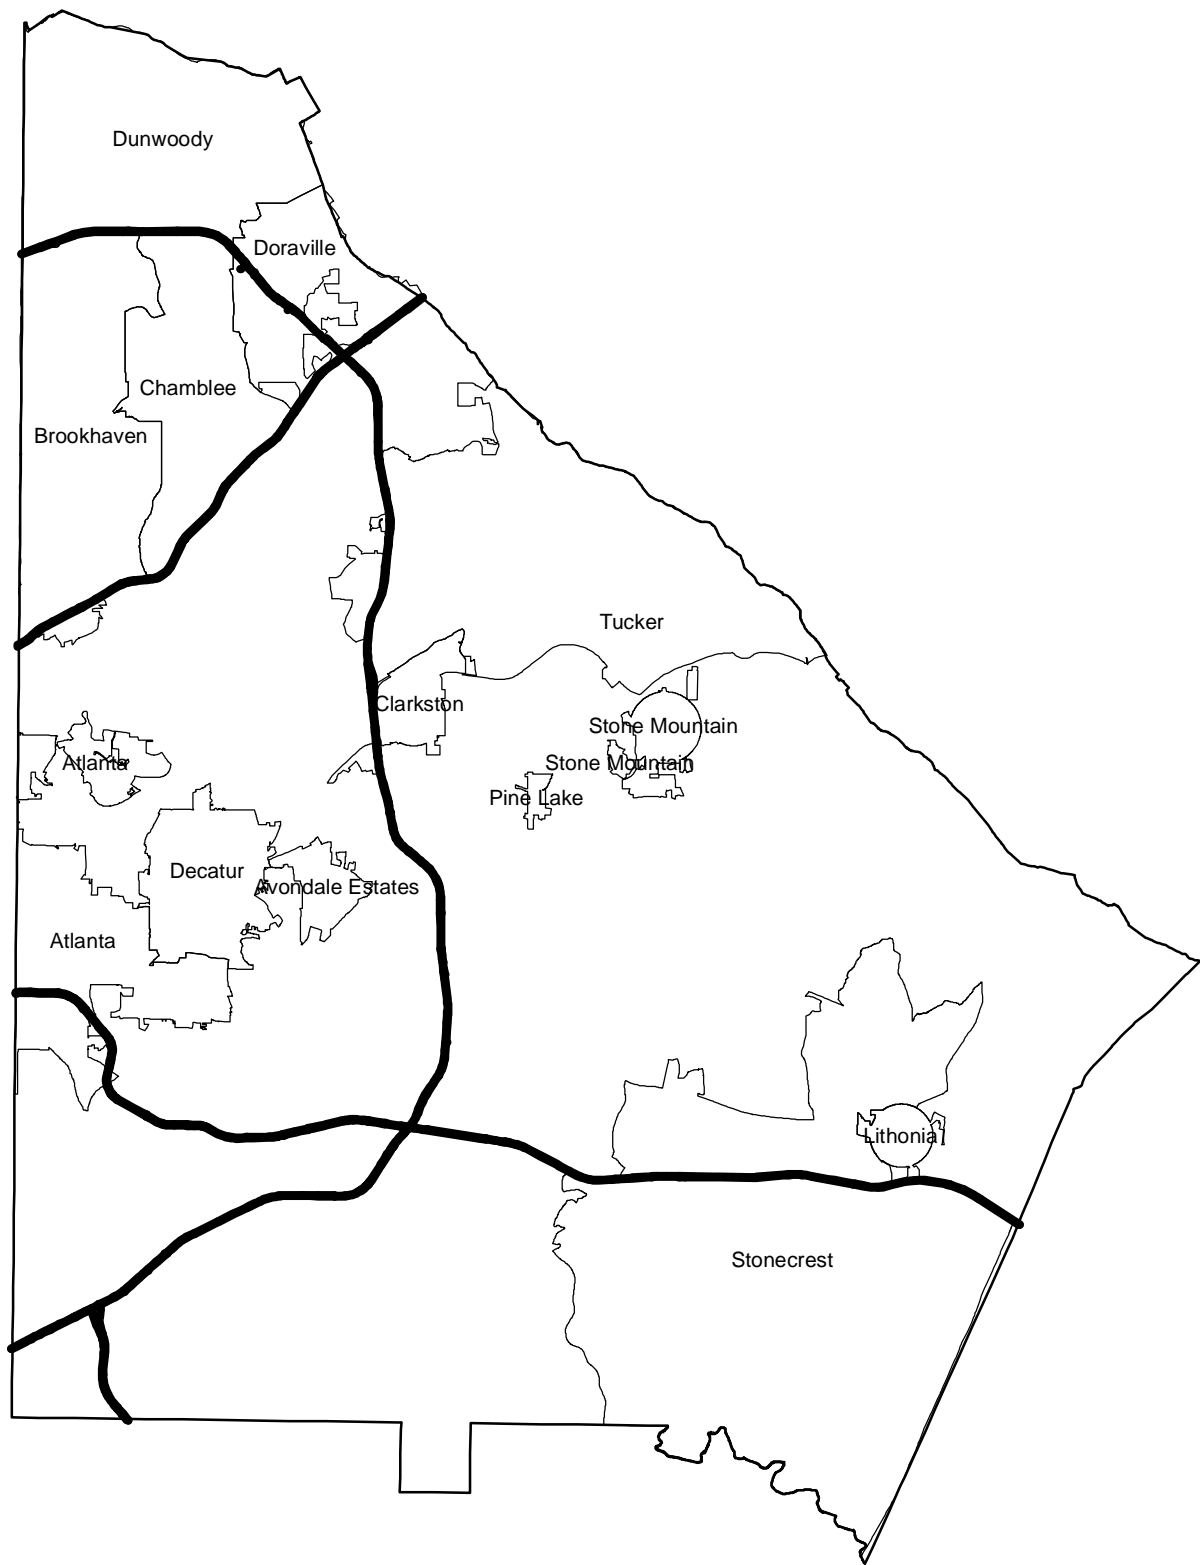 Dunwoody
Doraville
Chamblee
Brookhaven
Tucker
Clarkston
Stone Mountain
Atlanta
Stone Mountain
Pine Lake
Decatur
Avondale Estates
Atlanta
Lithonia
Stonecrest